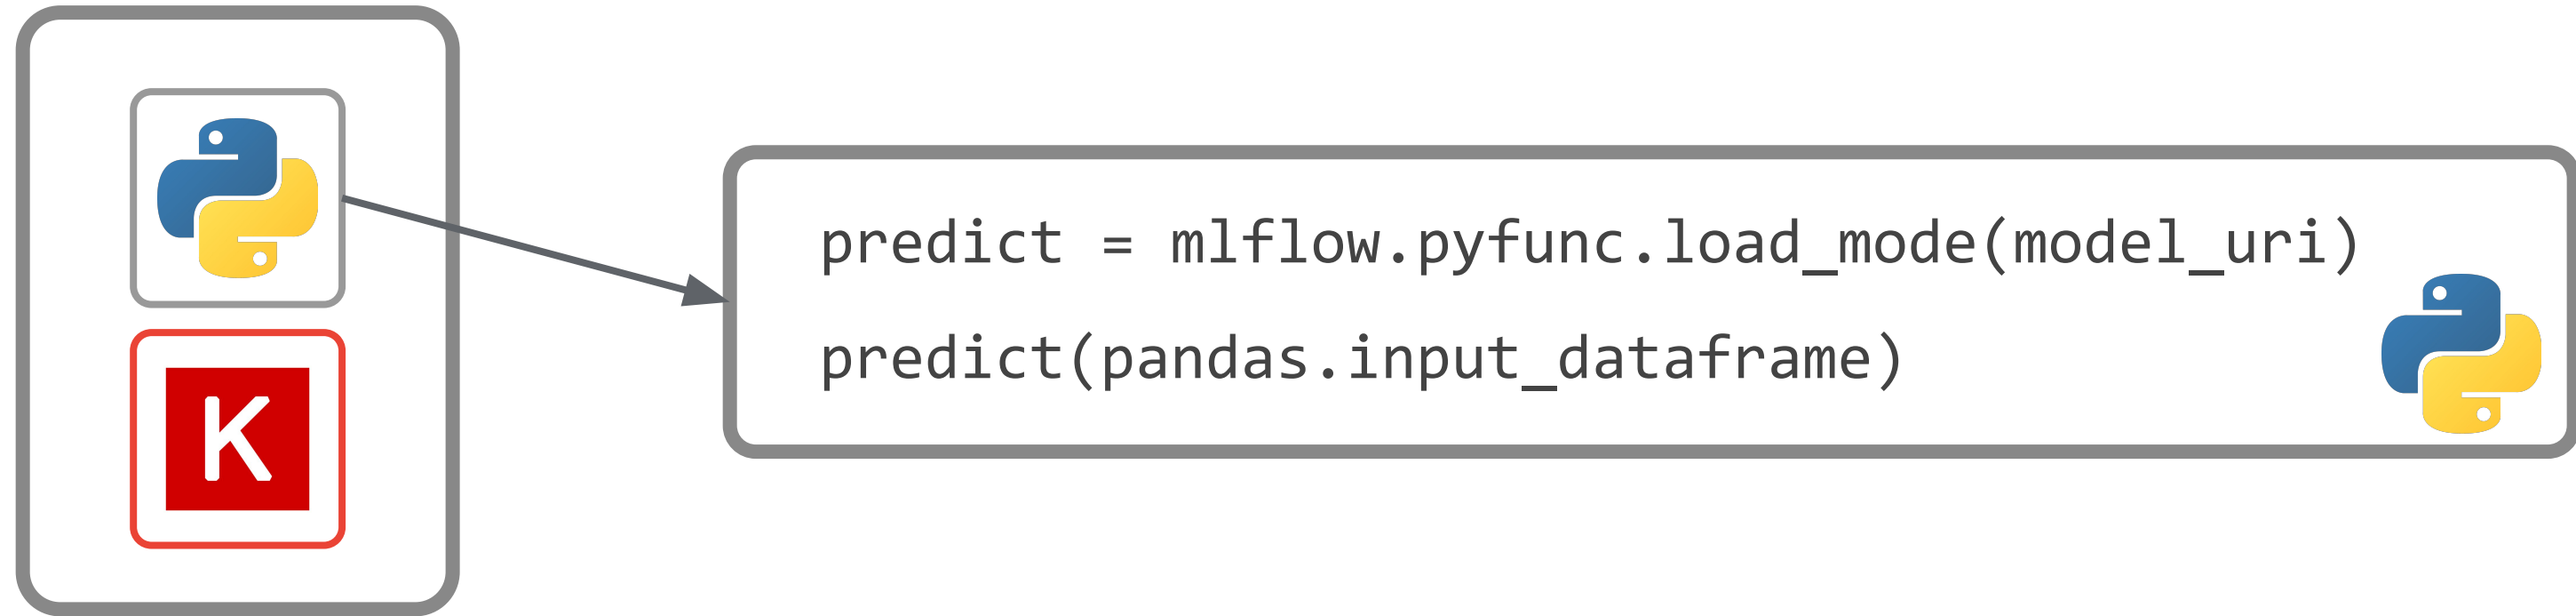 predict = mlflow.pyfunc.load_mode(model_uri)
predict(pandas.input_dataframe)
K